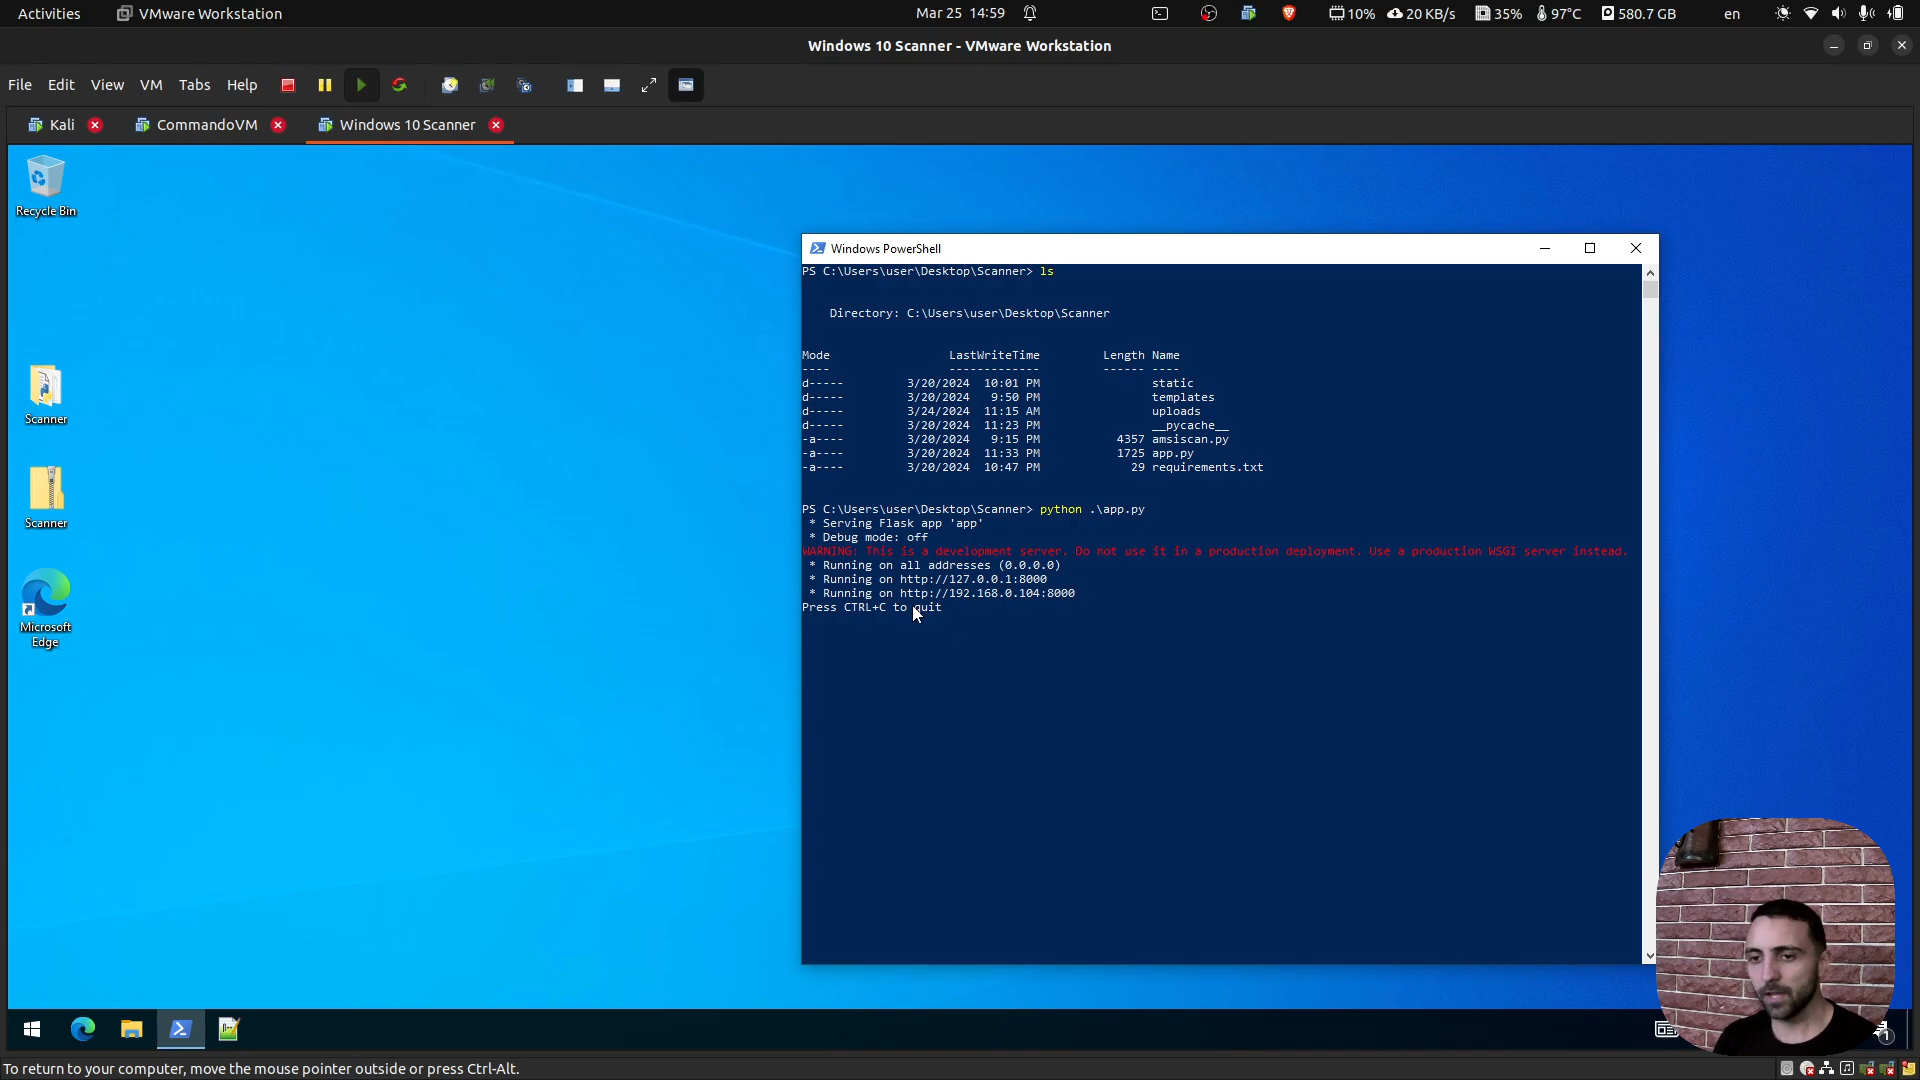 Activities VMware Workstation Mar 25 14:59 10% 20 KB/s 35% 97°C 580.7 GB en
Windows 10 Scanner - VMware Workstation
File Edit View VM Tabs Help
Kali CommandoVM Windows 10 Scanner
Recycle Bin
Scanner
Scanner
Microsoft
Edge
Windows PowerShell
PS C:\Users\user\Desktop\Scanner> ls
Directory: C:\Users\user\Desktop\Scanner
Mode LastWriteTime Length Name
---- ------------- ------ ----
d----- 3/20/2024 10:01 PM static
d----- 3/20/2024 9:50 PM templates
d----- 3/24/2024 11:15 AM uploads
d----- 3/20/2024 11:23 PM __pycache__
-a---- 3/20/2024 9:15 PM 4357 amsiscan.py
-a---- 3/20/2024 11:33 PM 1725 app.py
-a---- 3/20/2024 10:47 PM 29 requirements.txt
PS C:\Users\user\Desktop\Scanner> python .\app.py
* Serving Flask app 'app'
* Debug mode: off
WARNING: This is a development server. Do not use it in a production deployment. Use a production WSGI server instead.
* Running on all addresses (0.0.0.0)
* Running on http://127.0.0.1:8000
* Running on http://192.168.0.104:8000
Press CTRL+C to quit
1
To return to your computer, move the mouse pointer outside or press Ctrl-Alt.